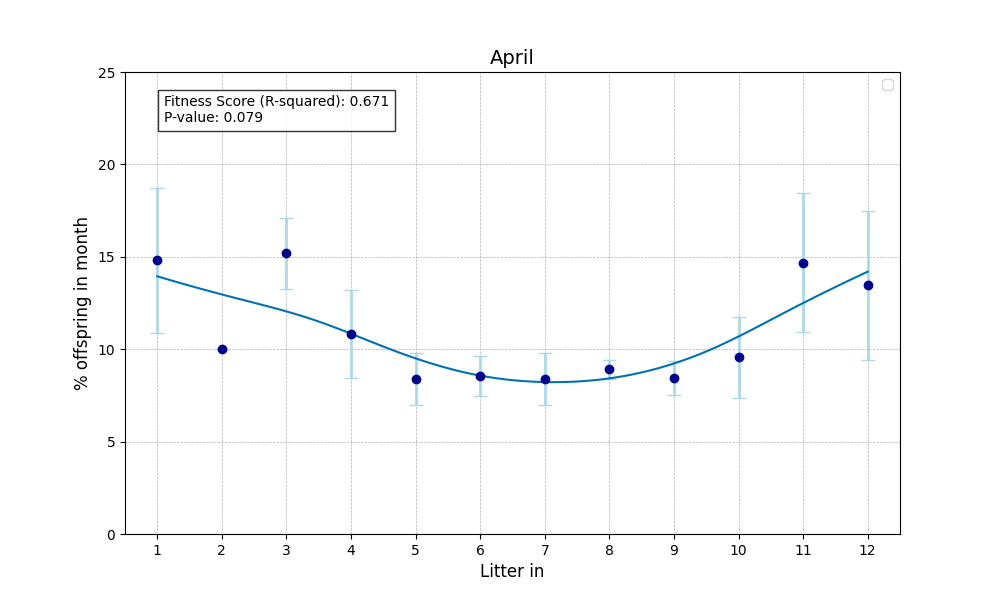 April
Fitness Score (R-squared): 0.671
P-value: 0.079
% offspring in month
25
20
15
10
5
0
1 2 3 4 5 6 7 8 9 10 11 12
Litter in